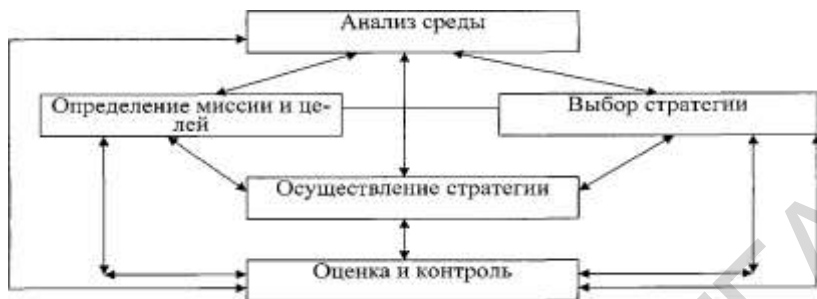 Анализ среды
Определение миссии и це-
лей
Выбор стратегии
Осуществление стратегии
Оценка и контроль